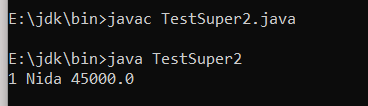 E:\jdk\bin>javac TestSuper2.java
E:\jdk\bin>java TestSuper2
1 Nida 45000.0